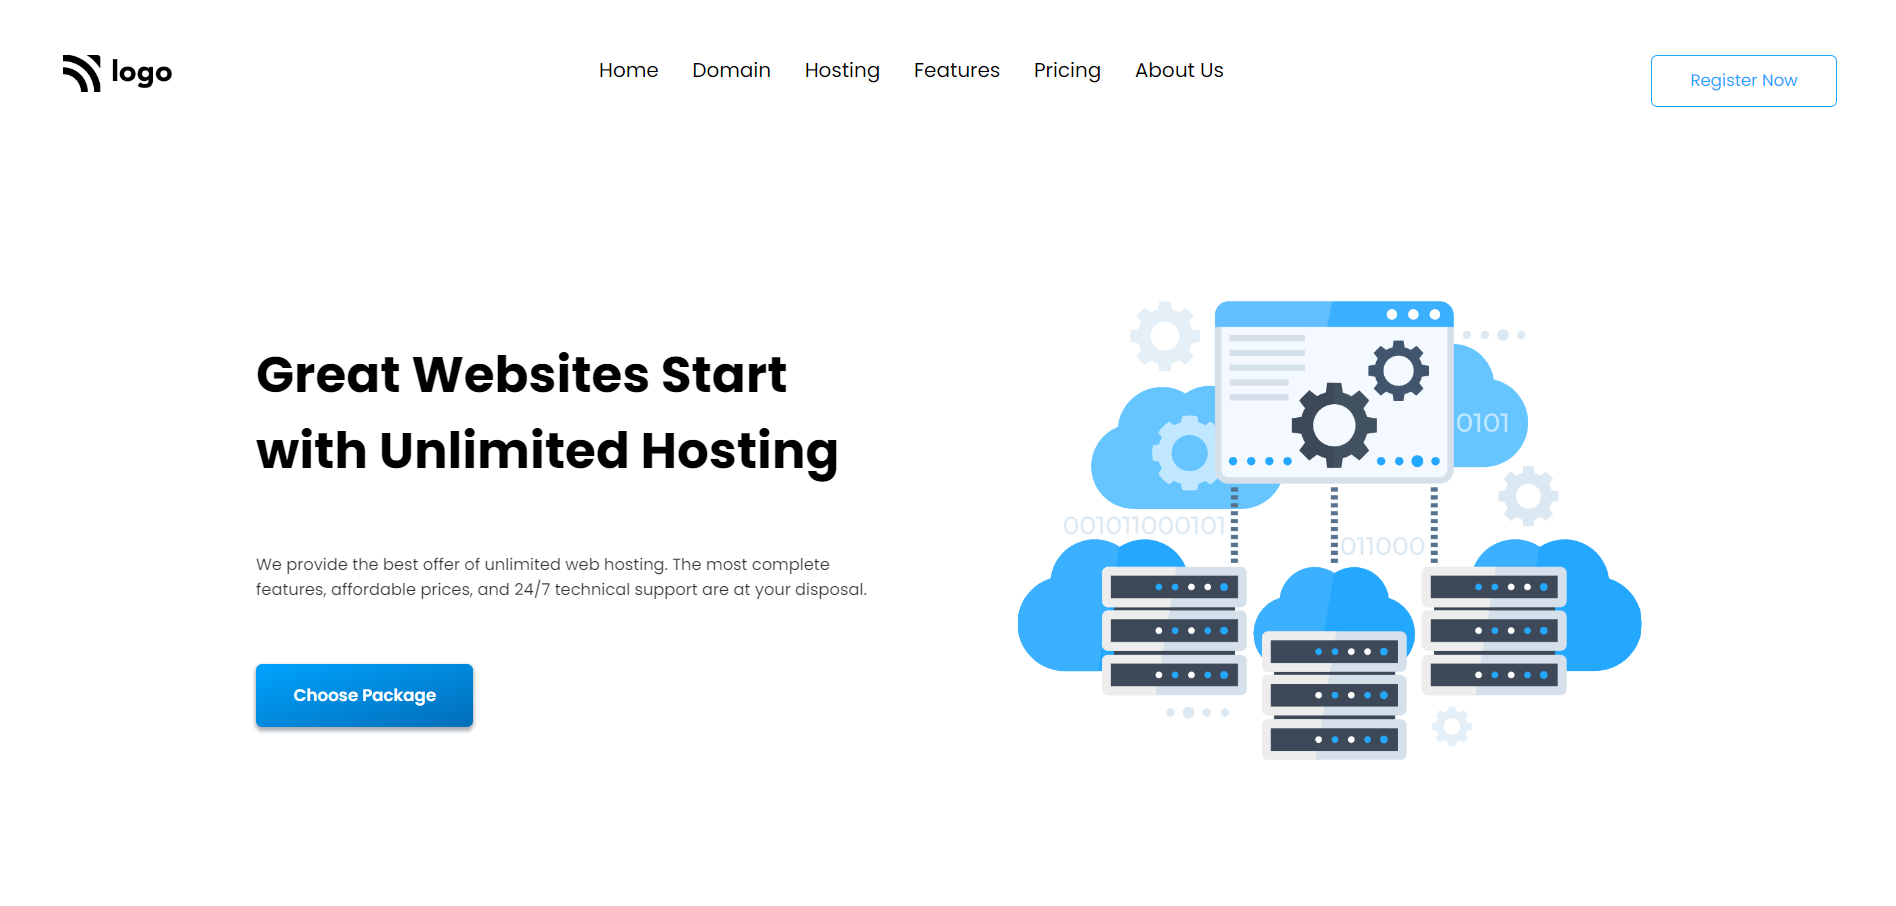 logo
Home Domain Hosting Features Pricing About Us
Register Now
Great Websites Start
with Unlimited Hosting
We provide the best offer of unlimited web hosting. The most complete
features, affordable prices, and 24/7 technical support are at your disposal.
Choose Package
0101
001011000101
011000